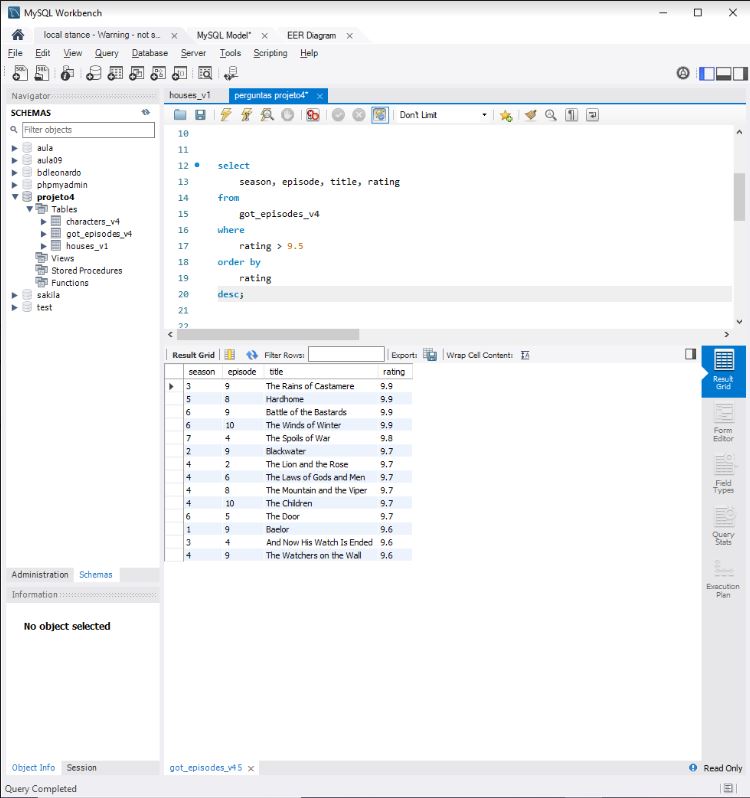 MySQL Workbench
local stance - Warning - not s... MySQL Model* EER Diagram
File Edit View Query Database Server Tools Scripting Help
Navigator houses_v1 perguntas projeto4*
SCHEMAS
Filter objects Don't Limit
aula
aula09
bdleonardo
phpmyadmin
projeto4
Tables
characters_v4
got_episodes_v4
houses_v1
Views
Stored Procedures
Functions
sakila
test
10
11
12 select
13 season, episode, title, rating
14 from
15 got_episodes_v4
16 where
17 rating > 9.5
18 order by
19 rating
20 desc;
21
22
Result Grid Filter Rows: Export: Wrap Cell Content:
season episode title rating
3 9 The Rains of Castamere 9.9
5 8 Hardhome 9.9
6 9 Battle of the Bastards 9.9
6 10 The Winds of Winter 9.9
7 4 The Spoils of War 9.8
2 9 Blackwater 9.7
4 2 The Lion and the Rose 9.7
4 6 The Laws of Gods and Men 9.7
4 8 The Mountain and the Viper 9.7
4 10 The Children 9.7
6 5 The Door 9.7
1 9 Baelor 9.6
3 4 And Now His Watch Is Ended 9.6
4 9 The Watchers on the Wall 9.6
Result
Grid
Form
Editor
Field
Types
Query
Stats
Execution
Plan
Administration Schemas
Information
No object selected
Object Info Session got_episodes_v4 5 Read Only
Query Completed